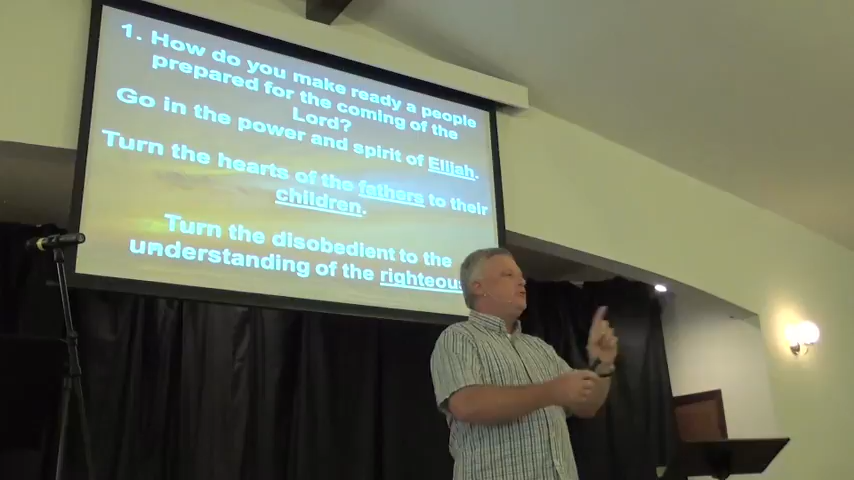 1. How do you make ready a people
prepared for the coming of the
Lord?
Go in the power and spirit of Elijah.
Turn the hearts of the fathers to their
children.
Turn the disobedient to the
understanding of the righteous